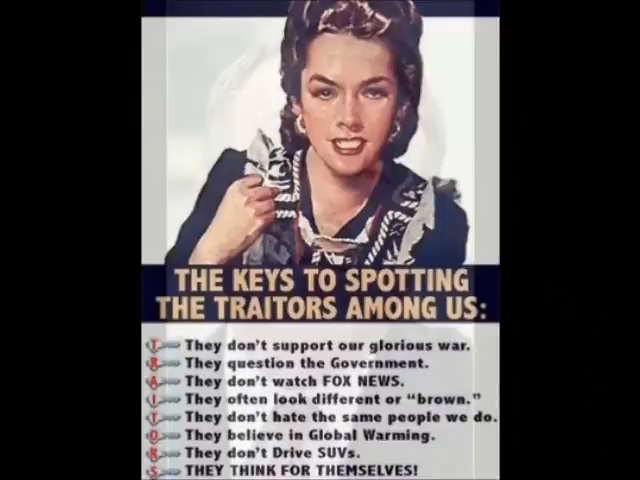 THE KEYS TO SPOTTING
THE TRAITORS AMONG US:
T They don't support our glorious war.
R They question the Government.
A They don't watch FOX NEWS.
I They often look different or “brown.”
T They don't hate the same people we do.
O They believe in Global Warming.
R They don't Drive SUVs.
S THEY THINK FOR THEMSELVES!